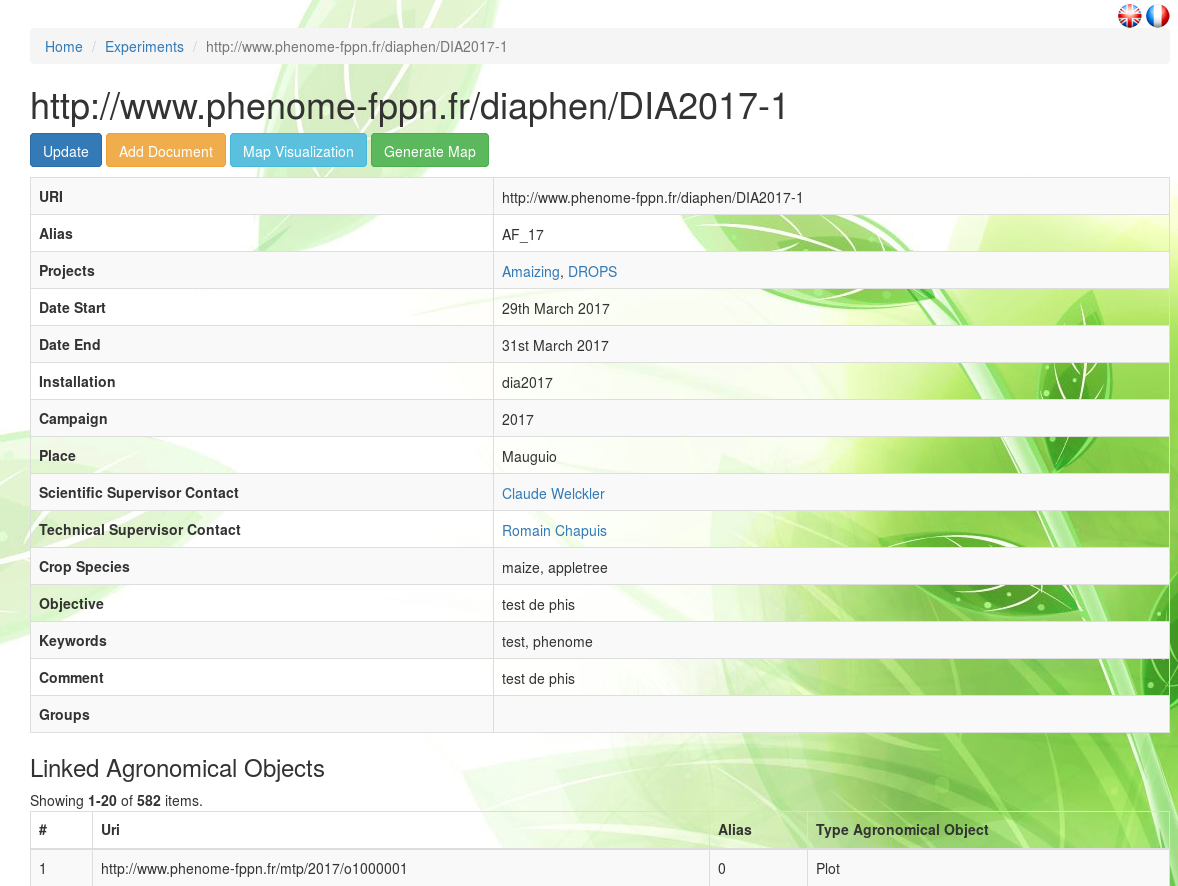 Home / Experiments / http://www.phenome-fppn.fr/diaphen/DIA2017-1
http://www.phenome-fppn.fr/diaphen/DIA2017-1
Update Add Document Map Visualization Generate Map
URI http://www.phenome-fppn.fr/diaphen/DIA2017-1
Alias AF_17
Projects Amaizing, DROPS
Date Start 29th March 2017
Date End 31st March 2017
Installation dia2017
Campaign 2017
Place Mauguio
Scientific Supervisor Contact Claude Welckler
Technical Supervisor Contact Romain Chapuis
Crop Species maize, appletree
Objective test de phis
Keywords test, phenome
Comment test de phis
Groups
Linked Agronomical Objects
Showing 1-20 of 582 items.
# Uri Alias Type Agronomical Object
1 http://www.phenome-fppn.fr/mtp/2017/o1000001 0 Plot